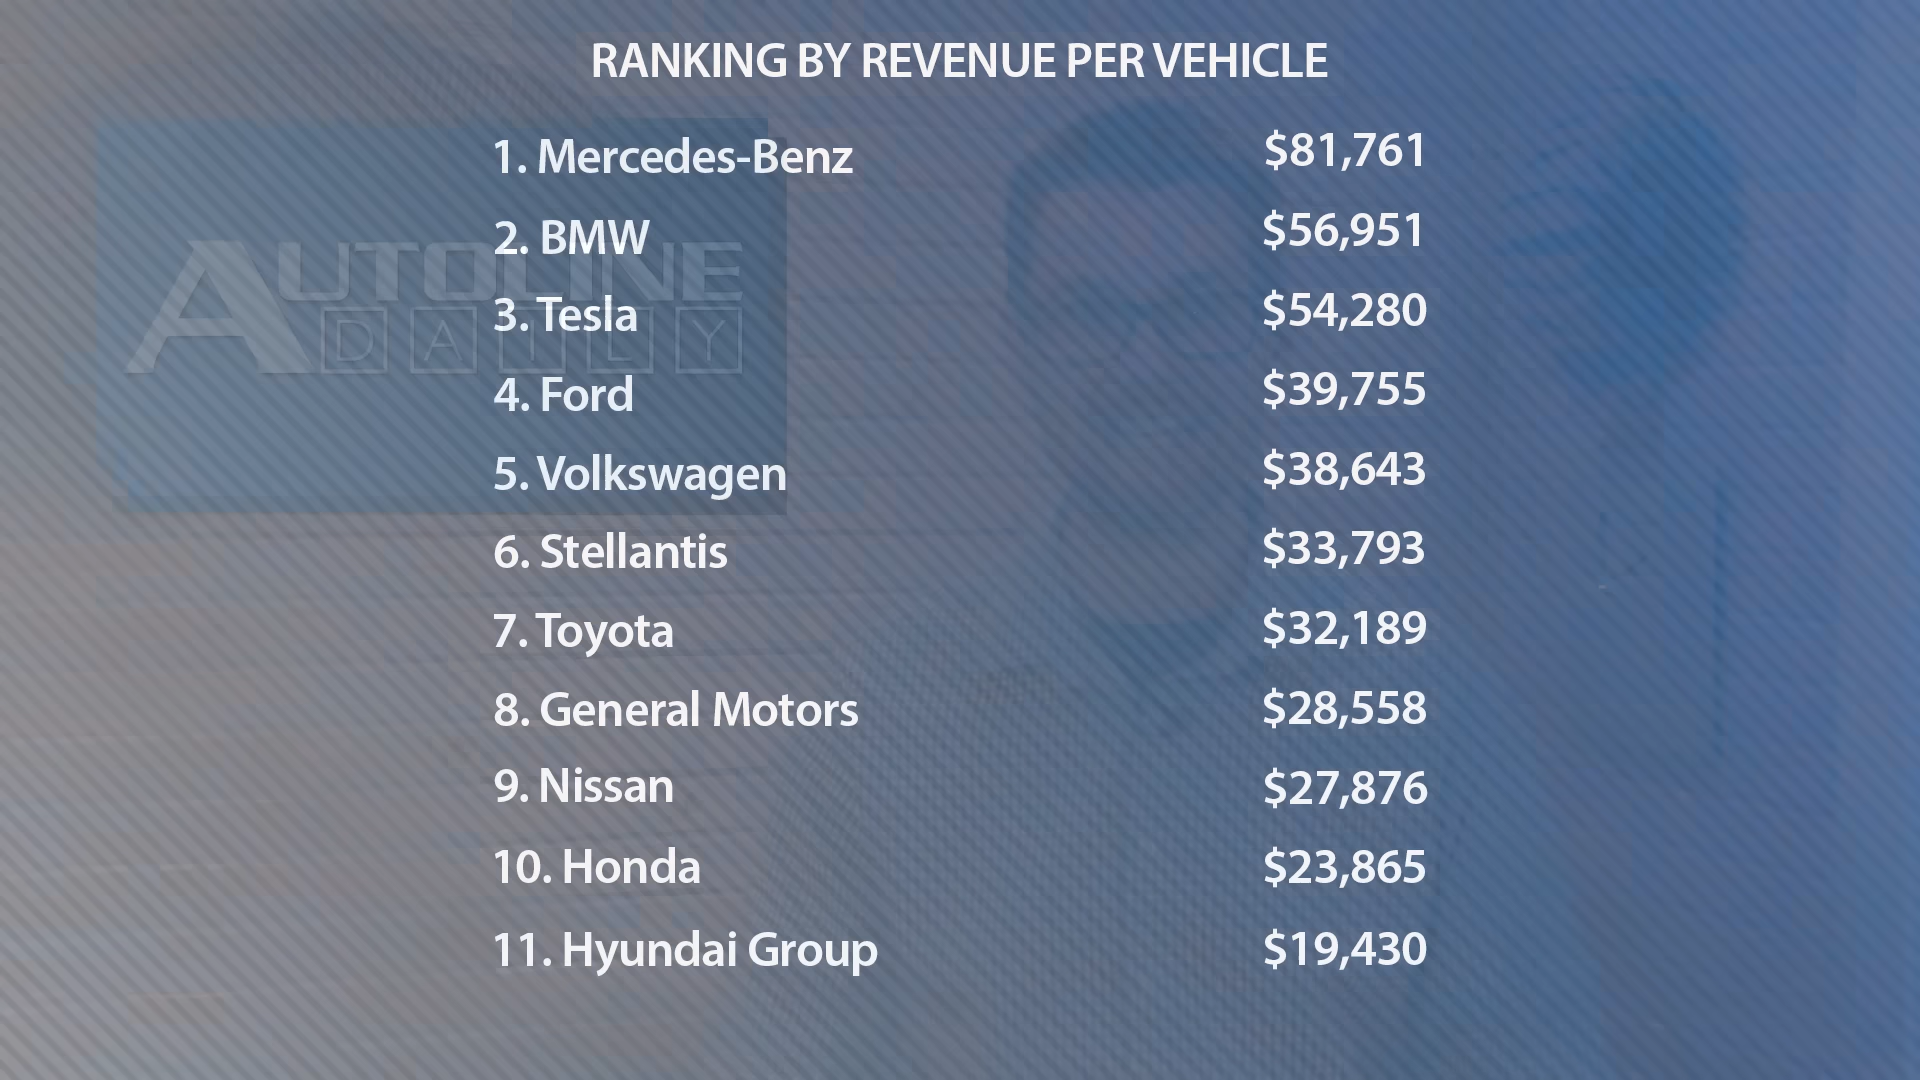 RANKING BY REVENUE PER VEHICLE
1. Mercedes-Benz $81,761
2. BMW $56,951
3. Tesla $54,280
4. Ford $39,755
5. Volkswagen $38,643
6. Stellantis $33,793
7. Toyota $32,189
8. General Motors $28,558
9. Nissan $27,876
10. Honda $23,865
11. Hyundai Group $19,430
AUTOLINE
DAILY